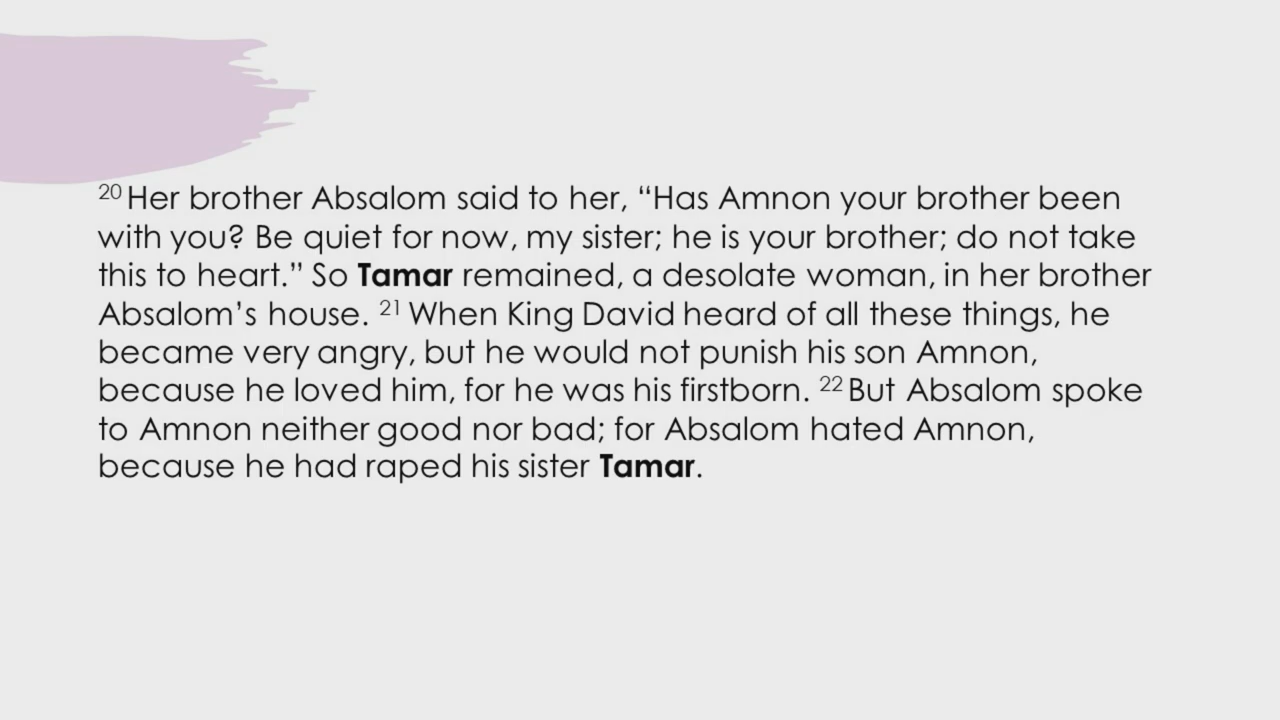 20 Her brother Absalom said to her, “Has Amnon your brother been
with you? Be quiet for now, my sister; he is your brother; do not take
this to heart.” So Tamar remained, a desolate woman, in her brother
Absalom’s house. 21 When King David heard of all these things, he
became very angry, but he would not punish his son Amnon,
because he loved him, for he was his firstborn. 22 But Absalom spoke
to Amnon neither good nor bad; for Absalom hated Amnon,
because he had raped his sister Tamar.